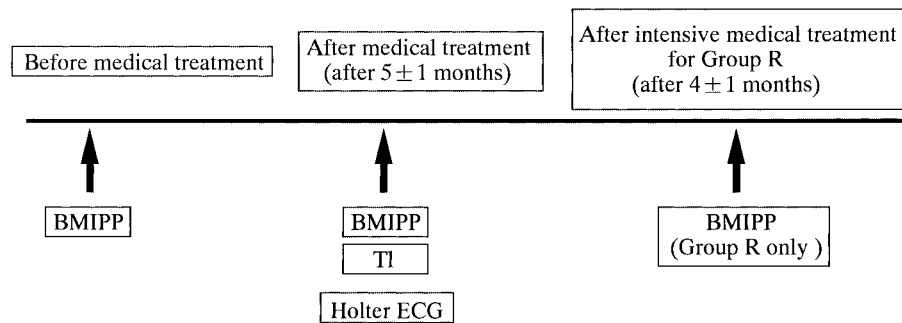 Before medical treatment
After medical treatment
(after 5±1 months)
After intensive medical treatment
for Group R
(after 4±1 months)
BMIPP
BMIPP
Tl
Holter ECG
BMIPP
(Group R only )